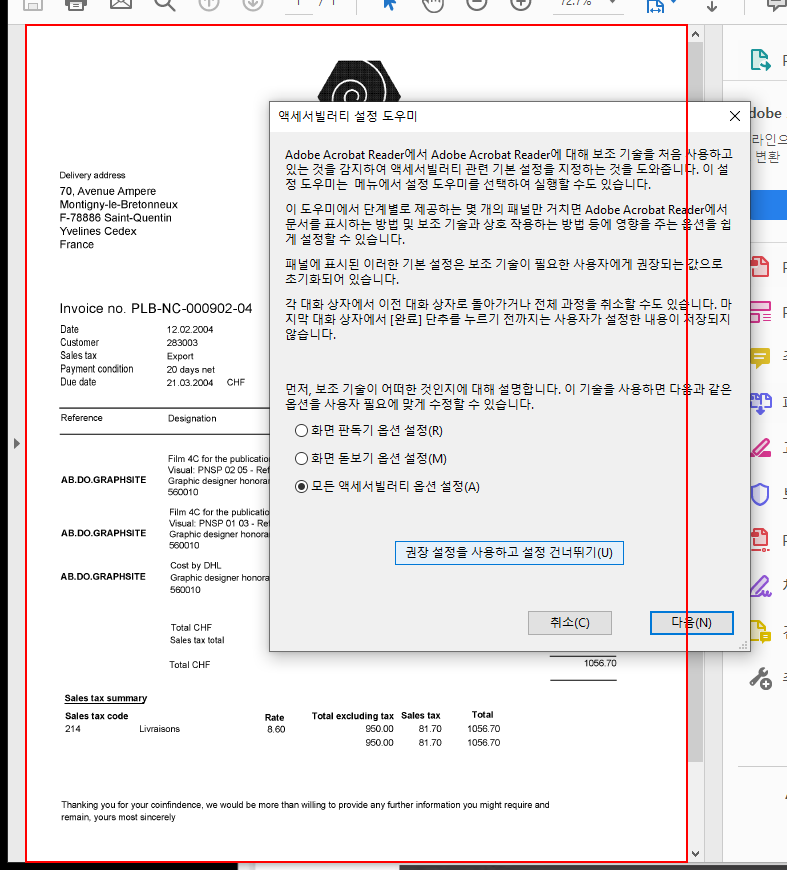 1 / 1
72.7%
액세서빌러티 설정 도우미
Adobe Acrobat Reader에서 Adobe Acrobat Reader에 대해 보조 기술을 처음 사용하고
있는 것을 감지하여 액세서빌러티 관련 기본 설정을 지정하는 것을 도와줍니다. 이 설
정 도우미는  메뉴에서 설정 도우미를 선택하여 실행할 수도 있습니다.
이 도우미에서 단계별로 제공하는 몇 개의 패널만 거치면 Adobe Acrobat Reader에서
문서를 표시하는 방법 및 보조 기술과 상호 작용하는 방법 등에 영향을 주는 옵션을 쉽
게 설정할 수 있습니다.
패널에 표시된 이러한 기본 설정은 보조 기술이 필요한 사용자에게 권장되는 값으로
초기화되어 있습니다.
각 대화 상자에서 이전 대화 상자로 돌아가거나 전체 과정을 취소할 수도 있습니다. 마
지막 대화 상자에서 [완료] 단추를 누르기 전까지는 사용자가 설정한 내용이 저장되지
않습니다.
먼저, 보조 기술이 어떠한 것인지에 대해 설명합니다. 이 기술을 사용하면 다음과 같은
옵션을 사용자 필요에 맞게 수정할 수 있습니다.
화면 판독기 옵션 설정(R)
화면 돋보기 옵션 설정(M)
모든 액세서빌러티 옵션 설정(A)
권장 설정을 사용하고 설정 건너뛰기(U)
취소(C)
다음(N)
Delivery address
70, Avenue Ampere
Montigny-le-Bretonneux
F-78886 Saint-Quentin
Yvelines Cedex
France
Invoice no. PLB-NC-000902-04
Date 12.02.2004
Customer 283003
Sales tax Export
Payment condition 20 days net
Due date 21.03.2004 CHF
Reference Designation
Film 4C for the publicatio
Visual: PNSP 02 05 - Ref
AB.DO.GRAPHSITE Graphic designer honora
560010
Film 4C for the publicatio
Visual: PNSP 01 03 - Ref
AB.DO.GRAPHSITE Graphic designer honora
560010
Cost by DHL
AB.DO.GRAPHSITE Graphic designer honora
560010
Total CHF
Sales tax total
Total CHF 1056.70
Sales tax summary
Sales tax code Rate Total excluding tax Sales tax Total
214 Livraisons 8.60 950.00 81.70 1056.70
950.00 81.70 1056.70
Thanking you for your coinfindence, we would be more than willing to provide any further information you might require and
remain, yours most sincerely
dobe
라인으
변환